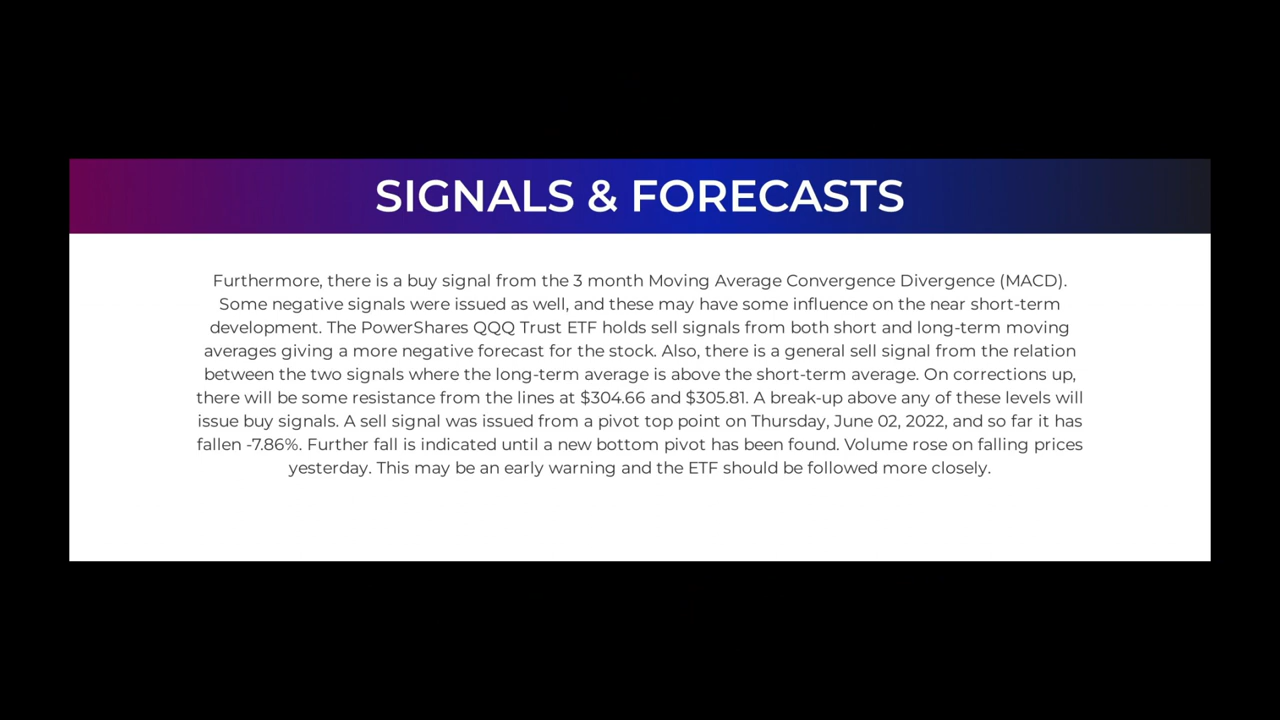 SIGNALS & FORECASTS
Furthermore, there is a buy signal from the 3 month Moving Average Convergence Divergence (MACD).
Some negative signals were issued as well, and these may have some influence on the near short-term
development. The PowerShares QQQ Trust ETF holds sell signals from both short and long-term moving
averages giving a more negative forecast for the stock. Also, there is a general sell signal from the relation
between the two signals where the long-term average is above the short-term average. On corrections up,
there will be some resistance from the lines at $304.66 and $305.81. A break-up above any of these levels will
issue buy signals. A sell signal was issued from a pivot top point on Thursday, June 02, 2022, and so far it has
fallen -7.86%. Further fall is indicated until a new bottom pivot has been found. Volume rose on falling prices
yesterday. This may be an early warning and the ETF should be followed more closely.